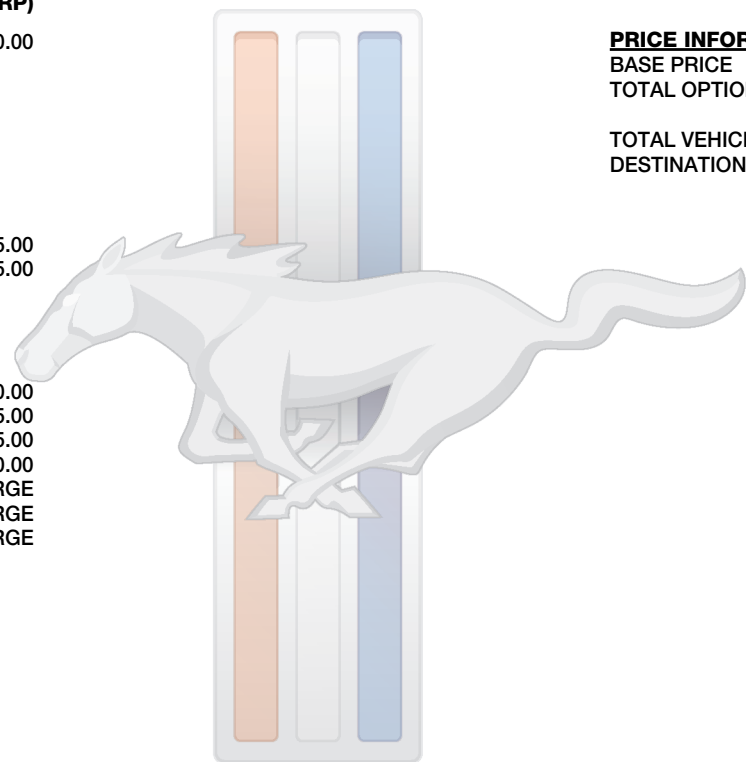 RP)
0.00
5.00
5.00
0.00
5.00
5.00
0.00
RGE
RGE
RGE
PRICE INFOR
BASE PRICE
TOTAL OPTIO
TOTAL VEHIC
DESTINATION